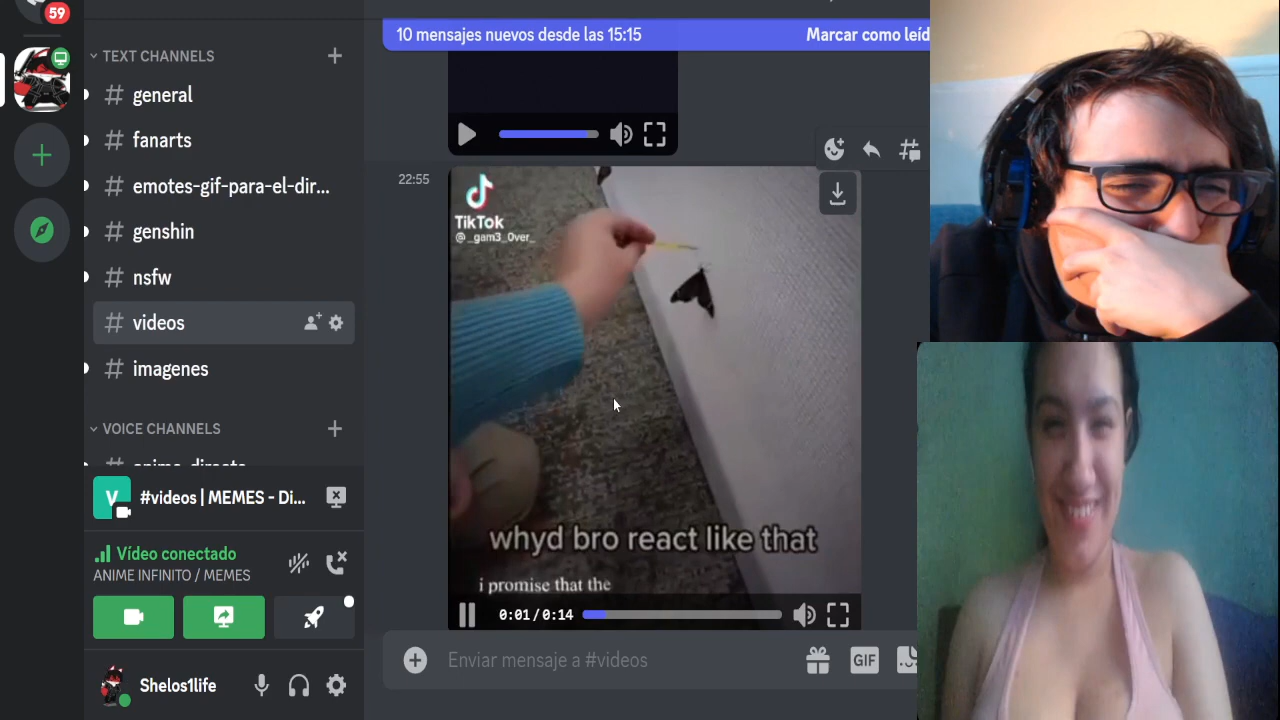 59
TEXT CHANNELS
# general
# fanarts
# emotes-gif-para-el-dir...
# genshin
# nsfw
# videos
# imagenes
VOICE CHANNELS
V
#videos | MEMES - Di...
Vídeo conectado
ANIME INFINITO / MEMES
Shelos1life
10 mensajes nuevos desde las 15:15
Marcar como leíd
22:55
TikTok
@_gam3_0ver_
whyd bro react like that
i promise that the
0:01 / 0:14
Enviar mensaje a #videos
GIF